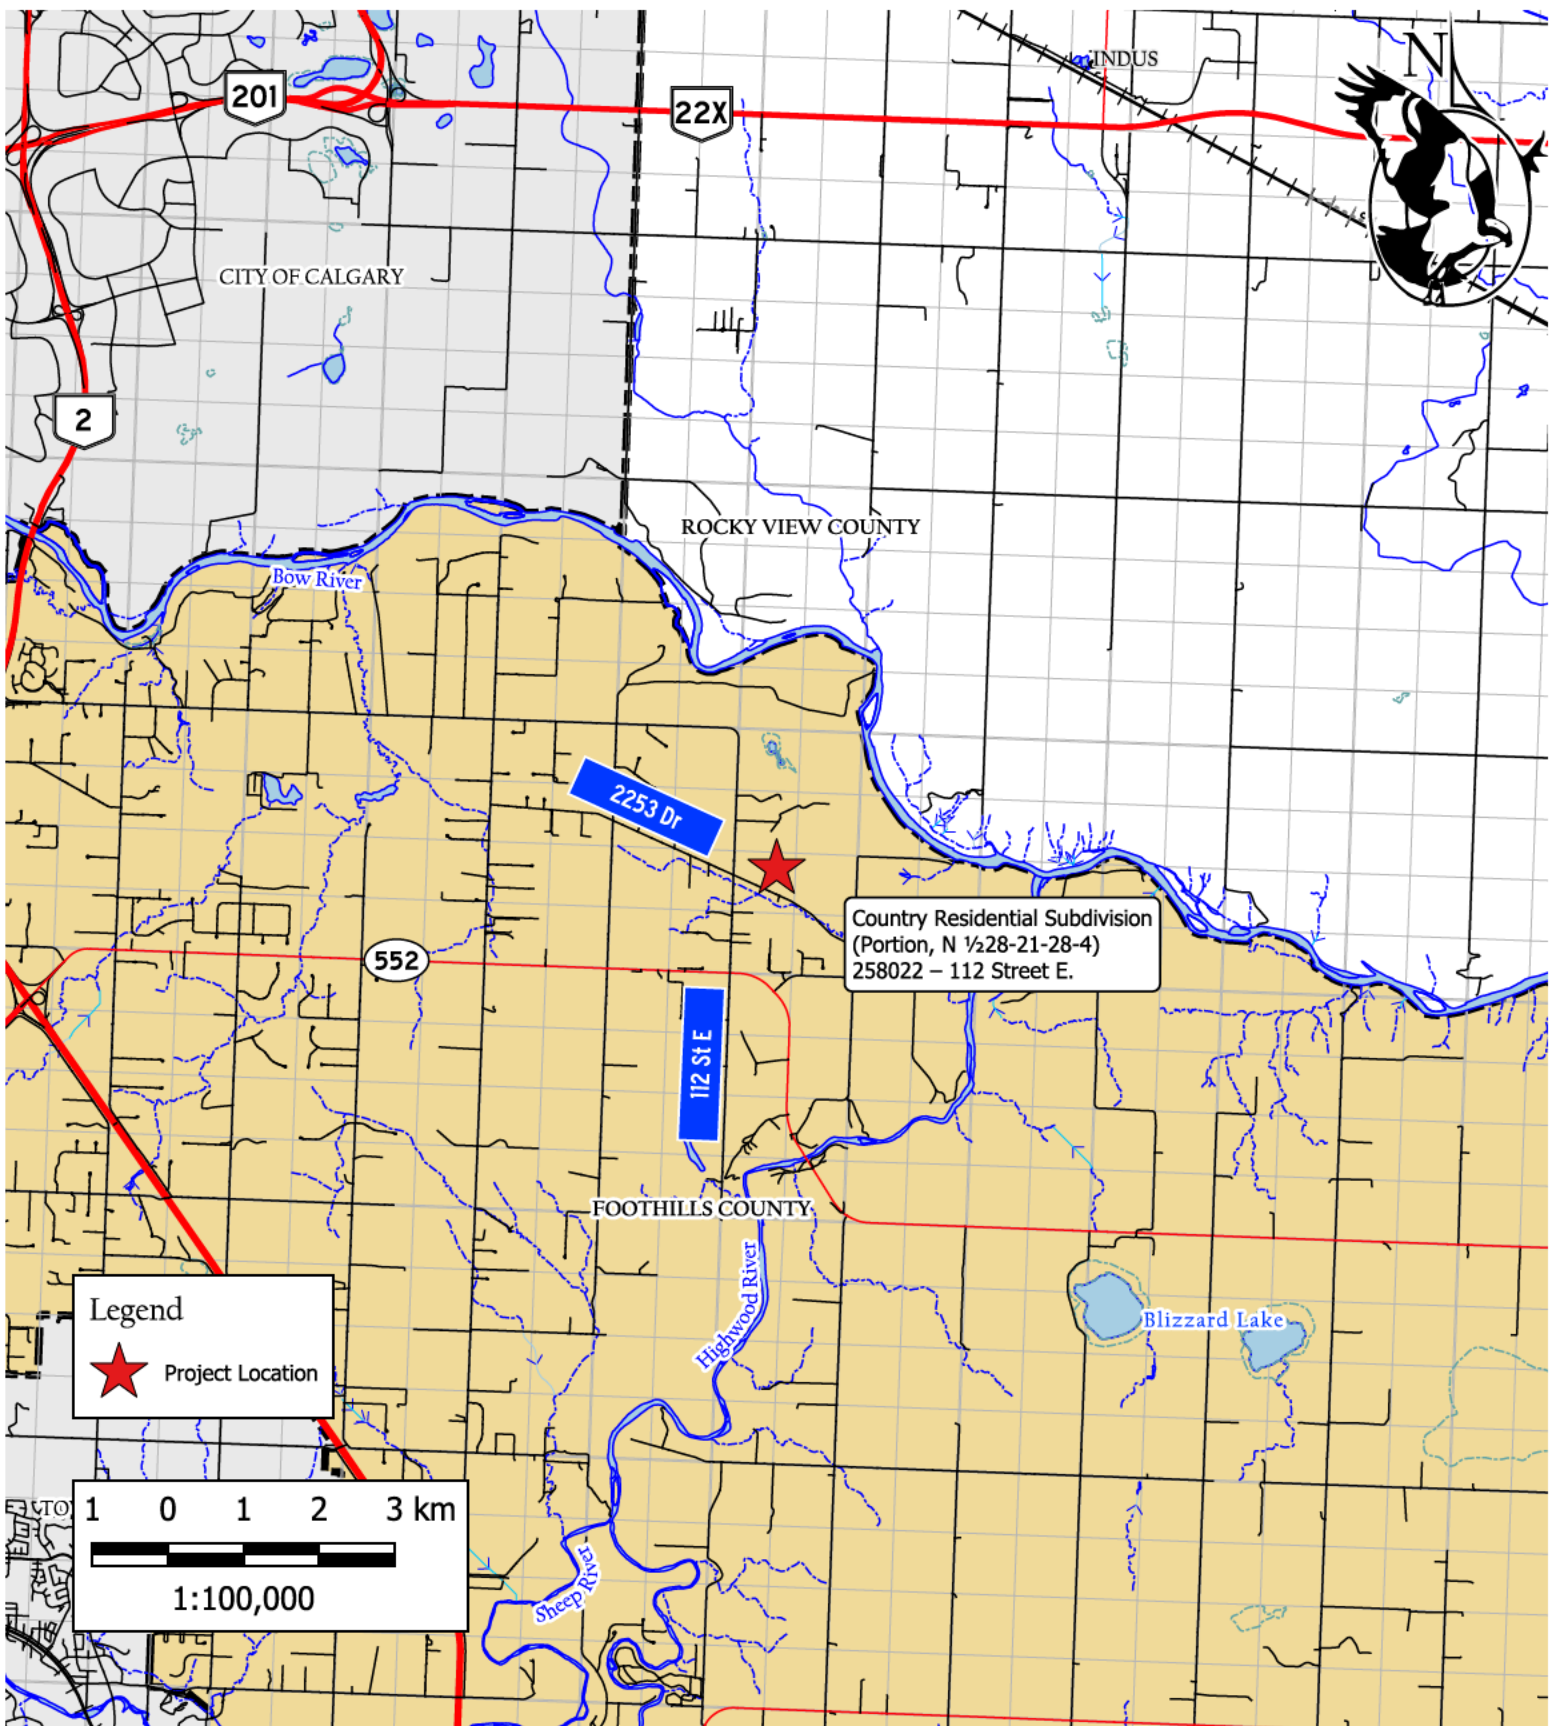 INDUS
N
201
22X
CITY OF CALGARY
2
ROCKY VIEW COUNTY
Bow River
2253 Dr
Country Residential Subdivision
(Portion, N ½28-21-28-4)
258022 – 112 Street E.
552
112 St E
FOOTHILLS COUNTY
Highwood River
Blizzard Lake
Legend
Project Location
1 0 1 2 3 km
1:100,000
Sheep River